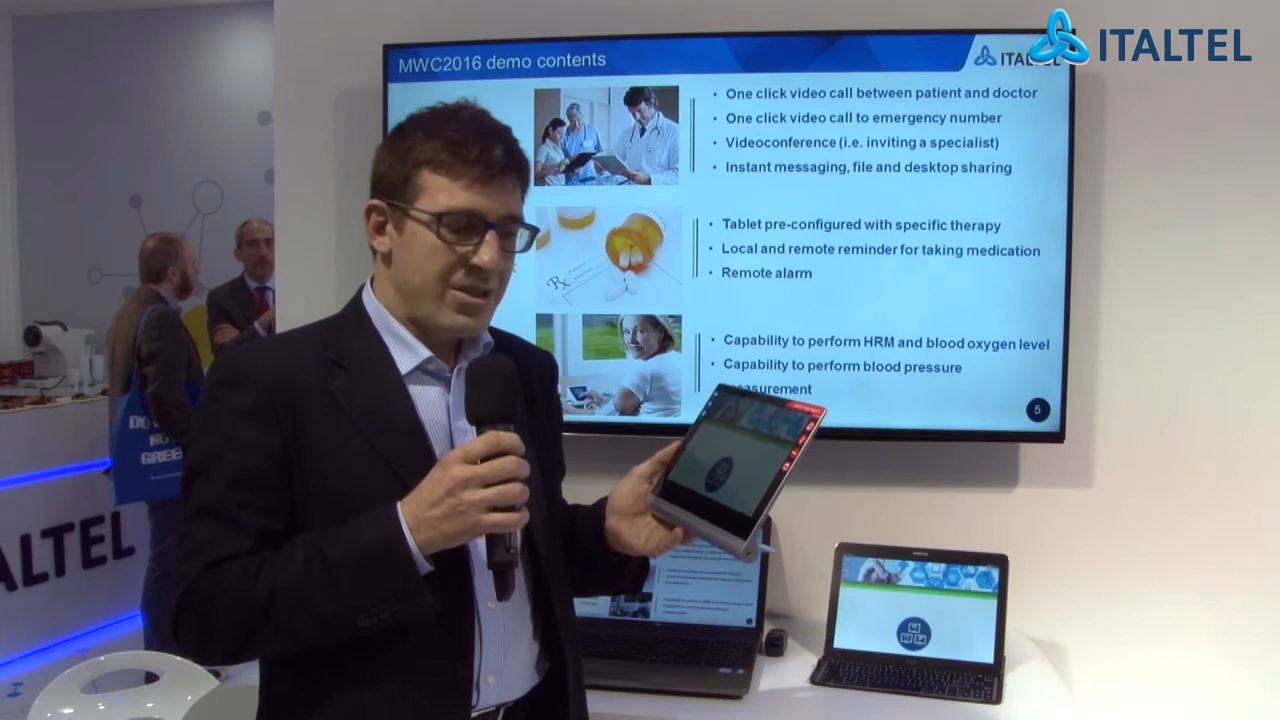 ITALTEL
MWC2016 demo contents
ITALTEL
• One click video call between patient and doctor
• One click video call to emergency number
• Videoconference (i.e. inviting a specialist)
• Instant messaging, file and desktop sharing
• Tablet pre-configured with specific therapy
• Local and remote reminder for taking medication
• Remote alarm
• Capability to perform HRM and blood oxygen level
• Capability to perform blood pressure
5
Rx
NOW
GREE
ALTEL